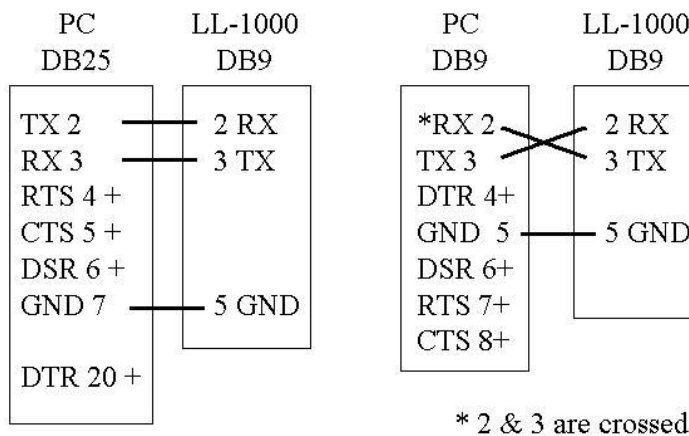 PC LL-1000
DB25 DB9
TX 2 2 RX
RX 3 3 TX
RTS 4 +
CTS 5 +
DSR 6 +
GND 7 5 GND
DTR 20 +
PC LL-1000
DB9 DB9
*RX 2 2 RX
TX 3 3 TX
DTR 4+
GND 5 5 GND
DSR 6+
RTS 7+
CTS 8+
* 2 & 3 are crossed